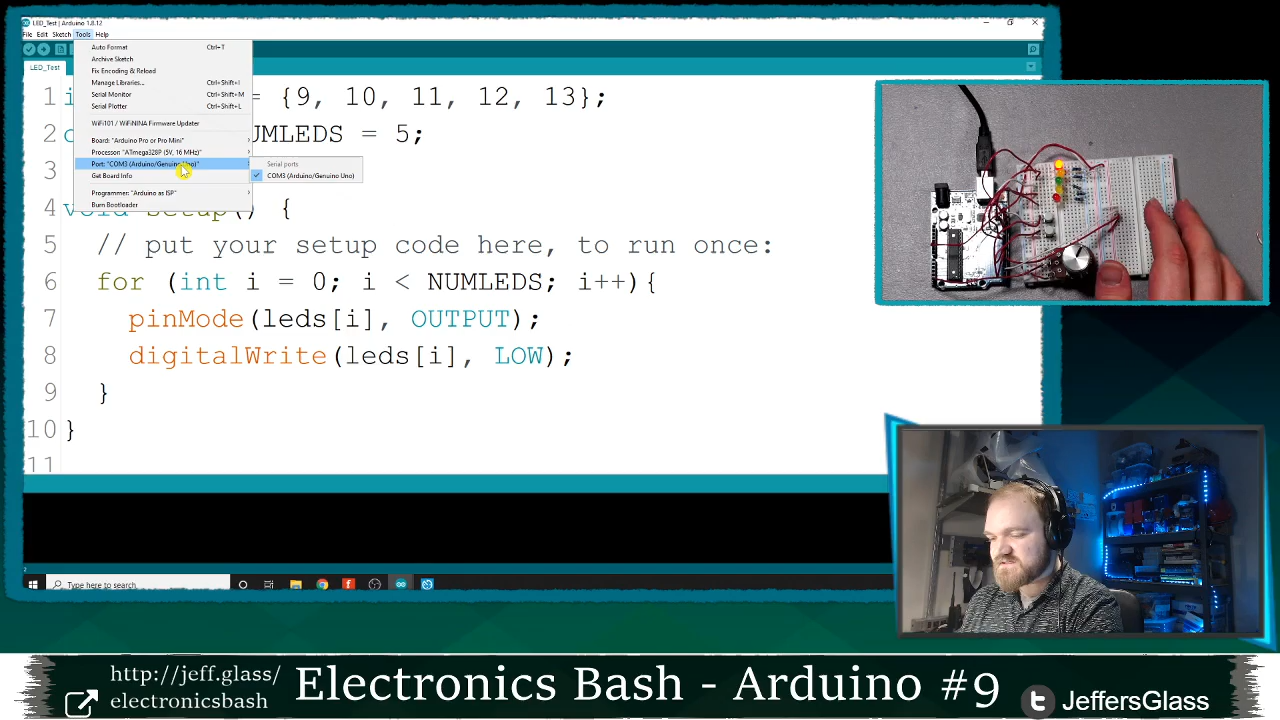 LED_Test | Arduino 1.8.12
File Edit Sketch Tools Help
Auto Format Ctrl+T
Archive Sketch
Fix Encoding & Reload
Manage Libraries... Ctrl+Shift+I
Serial Monitor Ctrl+Shift+M
Serial Plotter Ctrl+Shift+L
WiFi101 / WiFiNINA Firmware Updater
Board: "Arduino Pro or Pro Mini"
Processor: "ATmega328P (5V, 16 MHz)"
Port: "COM3 (Arduino/Genuino Uno)"
Get Board Info
Programmer: "Arduino as ISP"
Burn Bootloader
Serial ports
COM3 (Arduino/Genuino Uno)
LED_Test
1 i = {9, 10, 11, 12, 13};
2 c UMLEDS = 5;
3
4 void setup() {
5 // put your setup code here, to run once:
6 for (int i = 0; i < NUMLEDS; i++){
7 pinMode(leds[i], OUTPUT);
8 digitalWrite(leds[i], LOW);
9 }
10 }
11
2
Type here to search
http://jeff.glass/
electronicsbash
Electronics Bash - Arduino #9
JeffersGlass